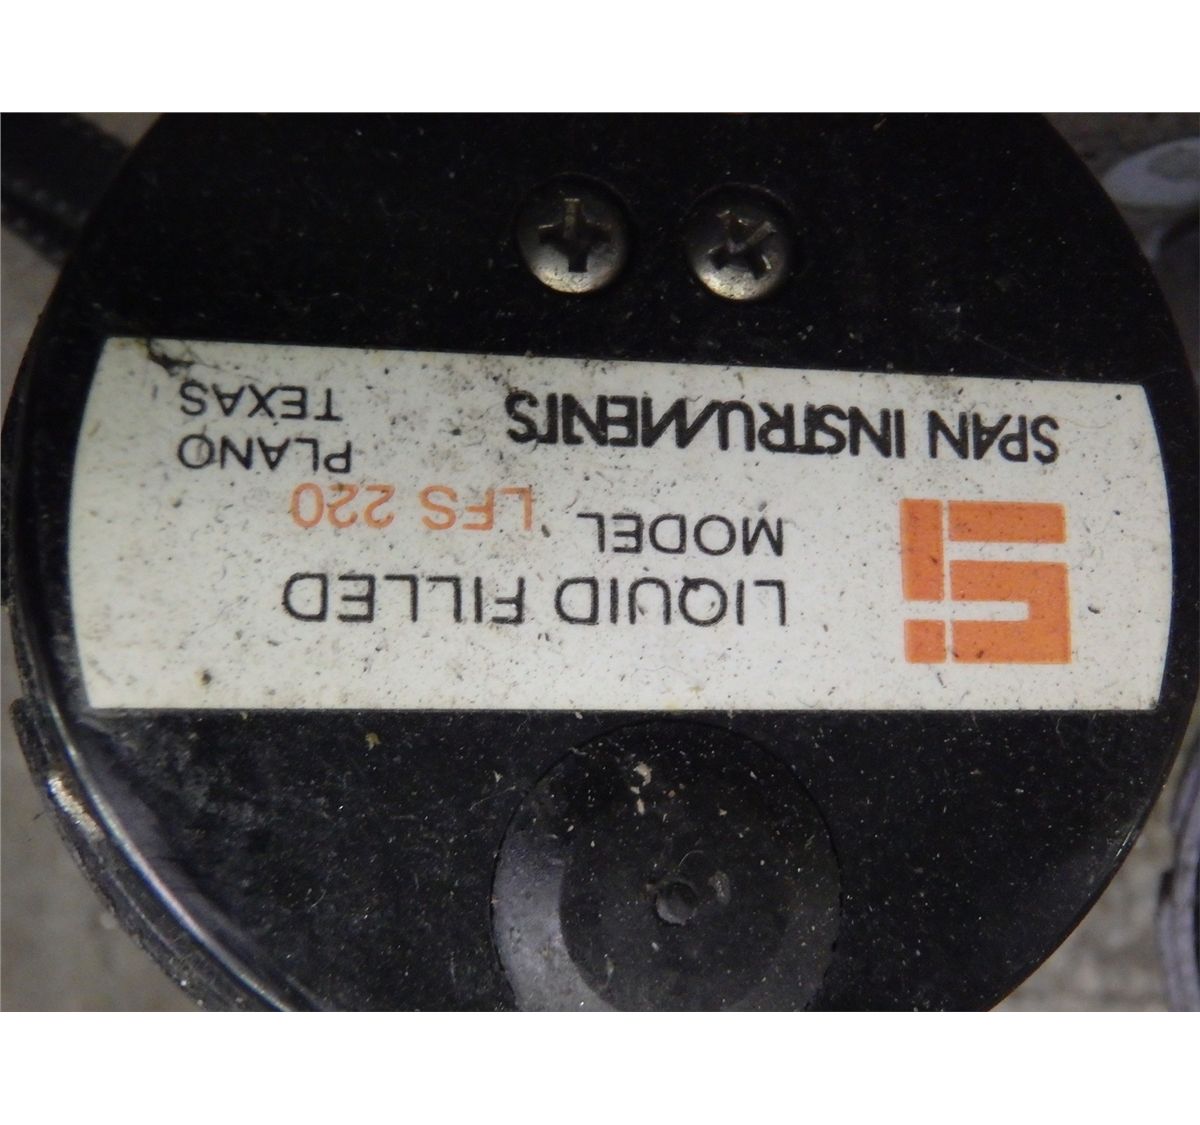 LIQUID FILLED
MODEL LFS 220
SPAN INSTRUMENTS
PLANO
TEXAS